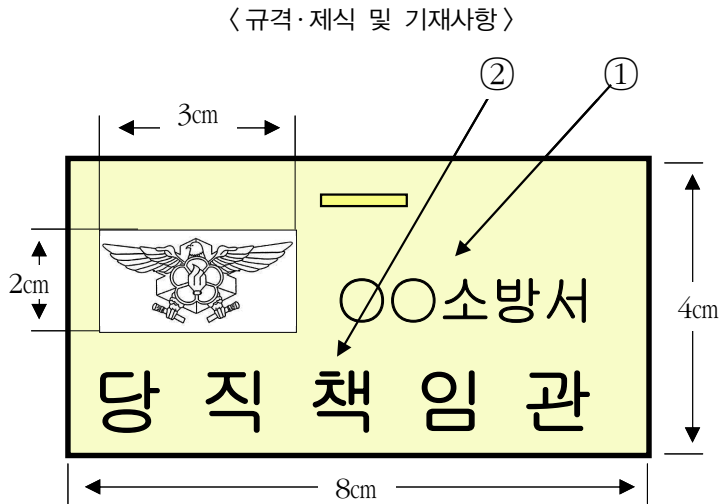 〈 규격·제식 및 기재사항 〉
② ①
3cm
2cm
○○소방서
4cm
당 직 책 임 관
8cm